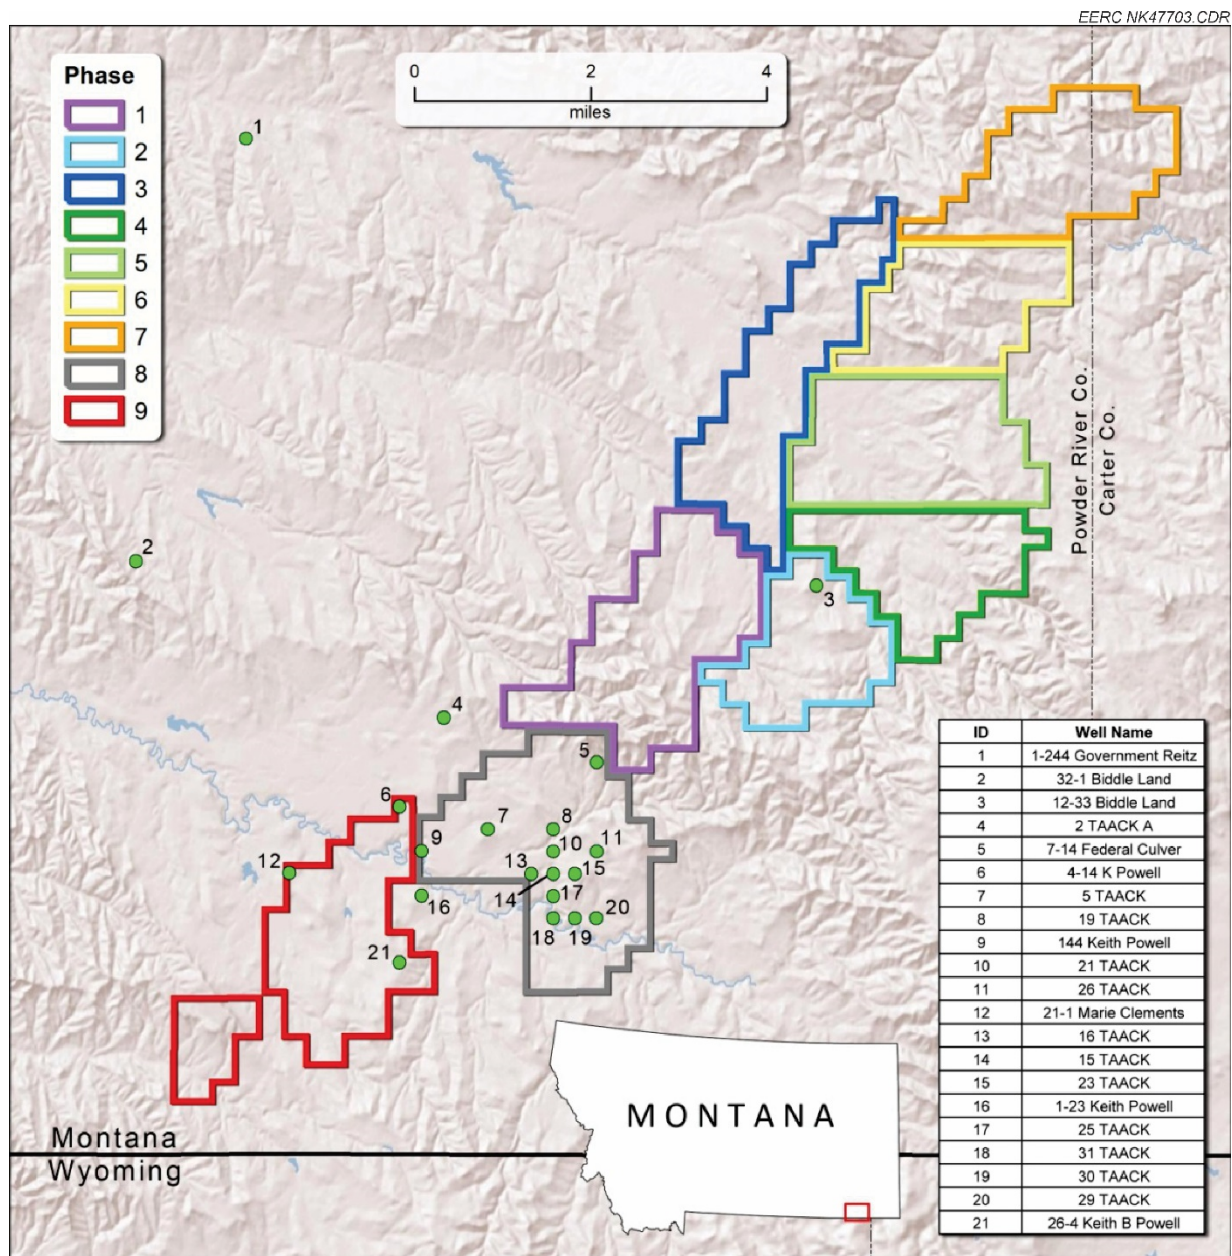 EERC NK47703.CDR
Phase
1
2
3
4
5
6
7
8
9
0 2 4
miles
1
2
3
4
5
6
7
8
9
10
11
12
13
14
15
16
17
18
19
20
21
Powder River Co.
Carter Co.
Montana
Wyoming
MONTANA
ID Well Name
1 1-244 Government Reitz
2 32-1 Biddle Land
3 12-33 Biddle Land
4 2 TAACK A
5 7-14 Federal Culver
6 4-14 K Powell
7 5 TAACK
8 19 TAACK
9 144 Keith Powell
10 21 TAACK
11 26 TAACK
12 21-1 Marie Clements
13 16 TAACK
14 15 TAACK
15 23 TAACK
16 1-23 Keith Powell
17 25 TAACK
18 31 TAACK
19 30 TAACK
20 29 TAACK
21 26-4 Keith B Powell